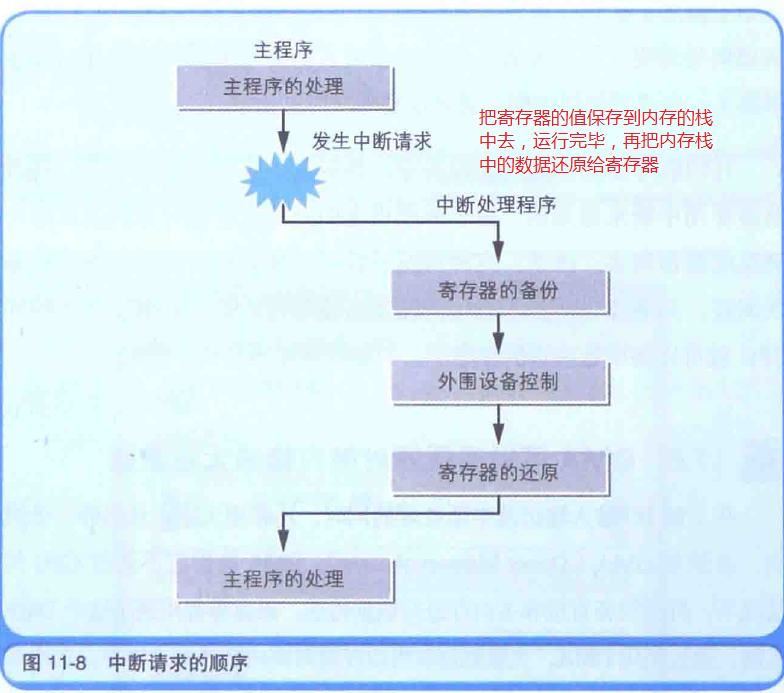 主程序
主程序的处理
发生中断请求
把寄存器的值保存到内存的栈
中去，运行完毕，再把内存栈
中的数据还原给寄存器
中断处理程序
寄存器的备份
外围设备控制
寄存器的还原
主程序的处理
图 11-8 中断请求的顺序